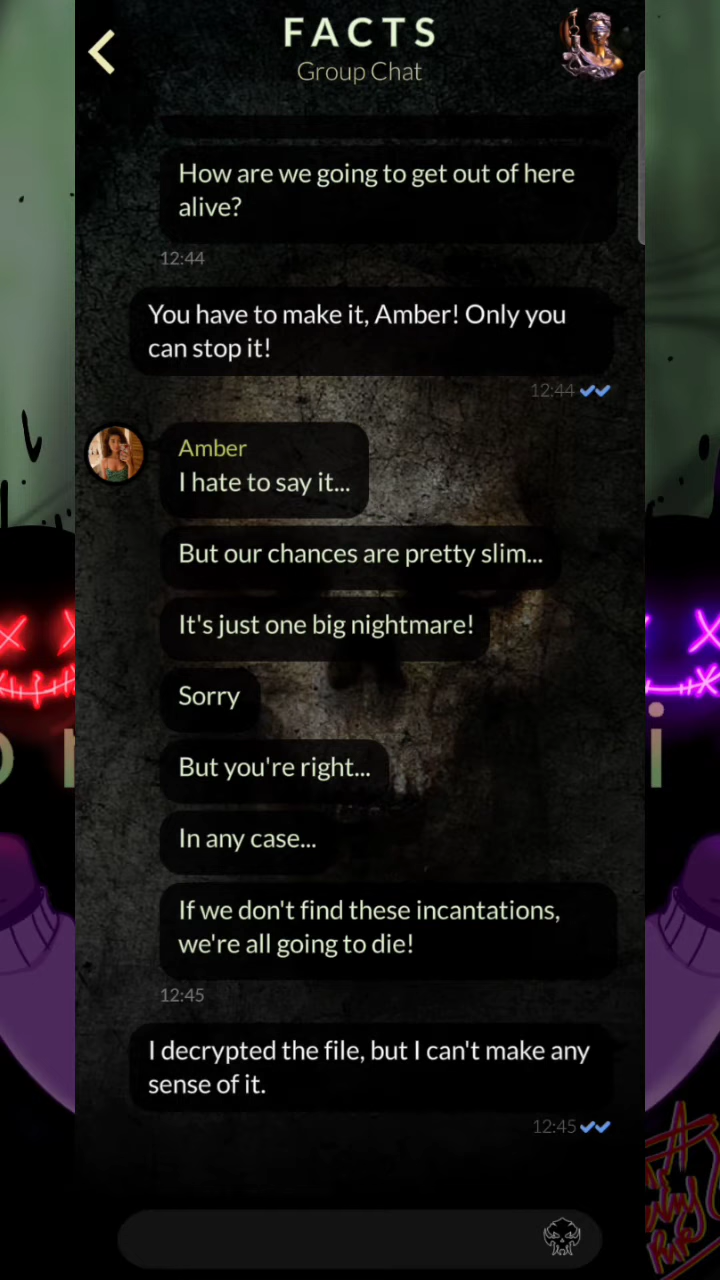 FACTS
Group Chat
How are we going to get out of here
alive?
12:44
You have to make it, Amber! Only you
can stop it!
12:44
Amber
I hate to say it...
But our chances are pretty slim...
It's just one big nightmare!
Sorry
But you're right...
In any case...
If we don't find these incantations,
we're all going to die!
12:45
I decrypted the file, but I can't make any
sense of it.
12:45